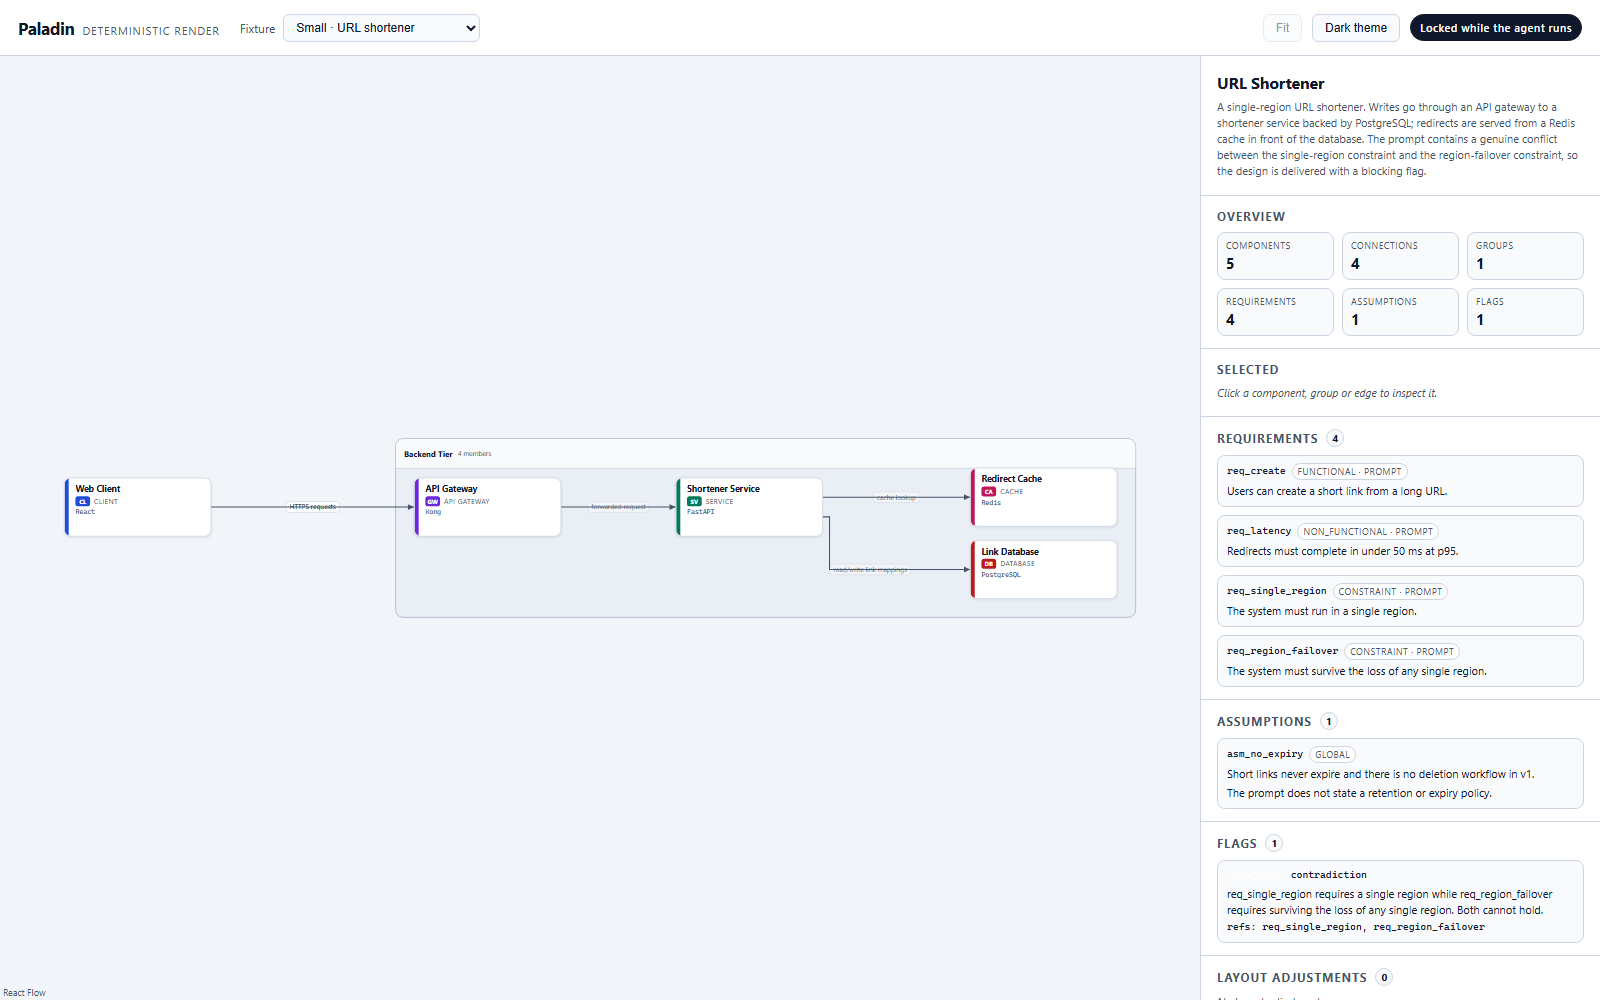 Paladin DETERMINISTIC RENDER Fixture Small · URL shortener Fit Dark theme Locked while the agent runs
Backend Tier 4 members
Web Client
CL CLIENT
React
HTTPS requests
API Gateway
GW API GATEWAY
Kong
forwarded request
Shortener Service
SV SERVICE
FastAPI
cache lookup
read/write link mappings
Redirect Cache
CA CACHE
Redis
Link Database
DB DATABASE
PostgreSQL
React Flow
URL Shortener
A single-region URL shortener. Writes go through an API gateway to a
shortener service backed by PostgreSQL; redirects are served from a Redis
cache in front of the database. The prompt contains a genuine conflict
between the single-region constraint and the region-failover constraint, so
the design is delivered with a blocking flag.
OVERVIEW
COMPONENTS CONNECTIONS GROUPS
5 4 1
REQUIREMENTS ASSUMPTIONS FLAGS
4 1 1
SELECTED
Click a component, group or edge to inspect it.
REQUIREMENTS 4
req_create FUNCTIONAL · PROMPT
Users can create a short link from a long URL.
req_latency NON_FUNCTIONAL · PROMPT
Redirects must complete in under 50 ms at p95.
req_single_region CONSTRAINT · PROMPT
The system must run in a single region.
req_region_failover CONSTRAINT · PROMPT
The system must survive the loss of any single region.
ASSUMPTIONS 1
asm_no_expiry GLOBAL
Short links never expire and there is no deletion workflow in v1.
The prompt does not state a retention or expiry policy.
FLAGS 1
contradiction
req_single_region requires a single region while req_region_failover
requires surviving the loss of any single region. Both cannot hold.
refs: req_single_region, req_region_failover
LAYOUT ADJUSTMENTS 0